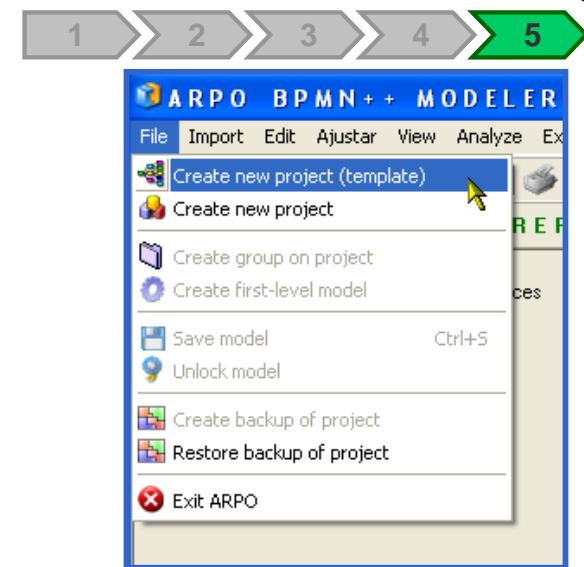 1 2 3 4 5
ARPO BPMN++ MODELER
File Import Edit Ajustar View Analyze Ex
Create new project (template)
Create new project
R E F
Create group on project
Create first-level model
ces
Save model Ctrl+S
Unlock model
Create backup of project
Restore backup of project
Exit ARPO